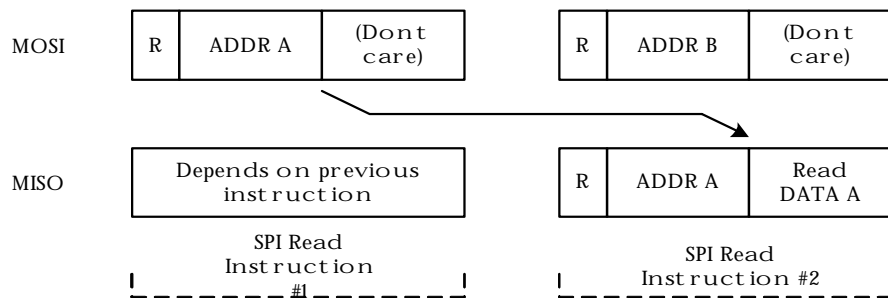 MOSI
R
ADDR A
(Dont
care)
R
ADDR B
(Dont
care)
MISO
Depends on previous
instruction
R
ADDR A
Read
DATA A
SPI Read
Instruction
#1
SPI Read
Instruction #2